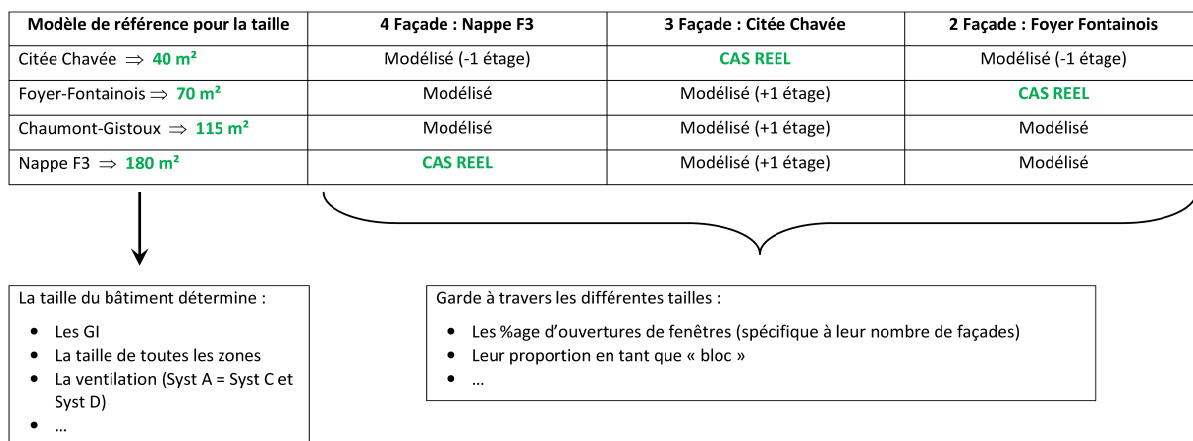 Modèle de référence pour la taille 4 Façade : Nappe F3 3 Façade : Citée Chavée 2 Façade : Foyer Fontainois
Citée Chavée ⇒ 40 m² Modélisé (-1 étage) CAS REEL Modélisé (-1 étage)
Foyer-Fontainois ⇒ 70 m² Modélisé Modélisé (+1 étage) CAS REEL
Chaumont-Gistoux ⇒ 115 m² Modélisé Modélisé (+1 étage) Modélisé
Nappe F3 ⇒ 180 m² CAS REEL Modélisé (+1 étage) Modélisé
La taille du bâtiment détermine :
• Les GI
• La taille de toutes les zones
• La ventilation (Syst A = Syst C et
Syst D)
• ...
Garde à travers les différentes tailles :
• Les %age d'ouvertures de fenêtres (spécifique à leur nombre de façades)
• Leur proportion en tant que « bloc »
• ...